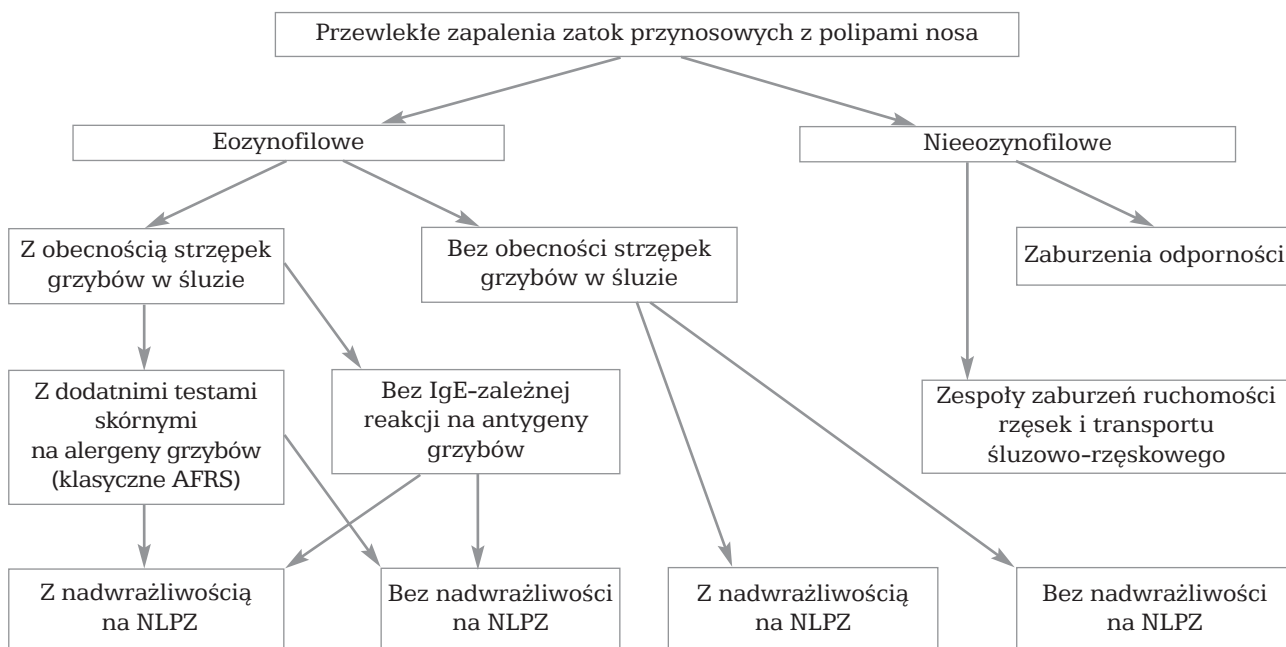 Przewlekłe zapalenia zatok przynosowych z polipami nosa
Eozynofilowe
Nieeozynofilowe
Z obecnością strzępek
grzybów w śluzie
Bez obecności strzępek
grzybów w śluzie
Zaburzenia odporności
Z dodatnimi testami
skórnymi
na alergeny grzybów
(klasyczne AFRS)
Bez IgE-zależnej
reakcji na antygeny
grzybów
Zespoły zaburzeń ruchomości
rzęsek i transportu
śluzowo-rzęskowego
Z nadwrażliwością
na NLPZ
Bez nadwrażliwości
na NLPZ
Z nadwrażliwością
na NLPZ
Bez nadwrażliwości
na NLPZ